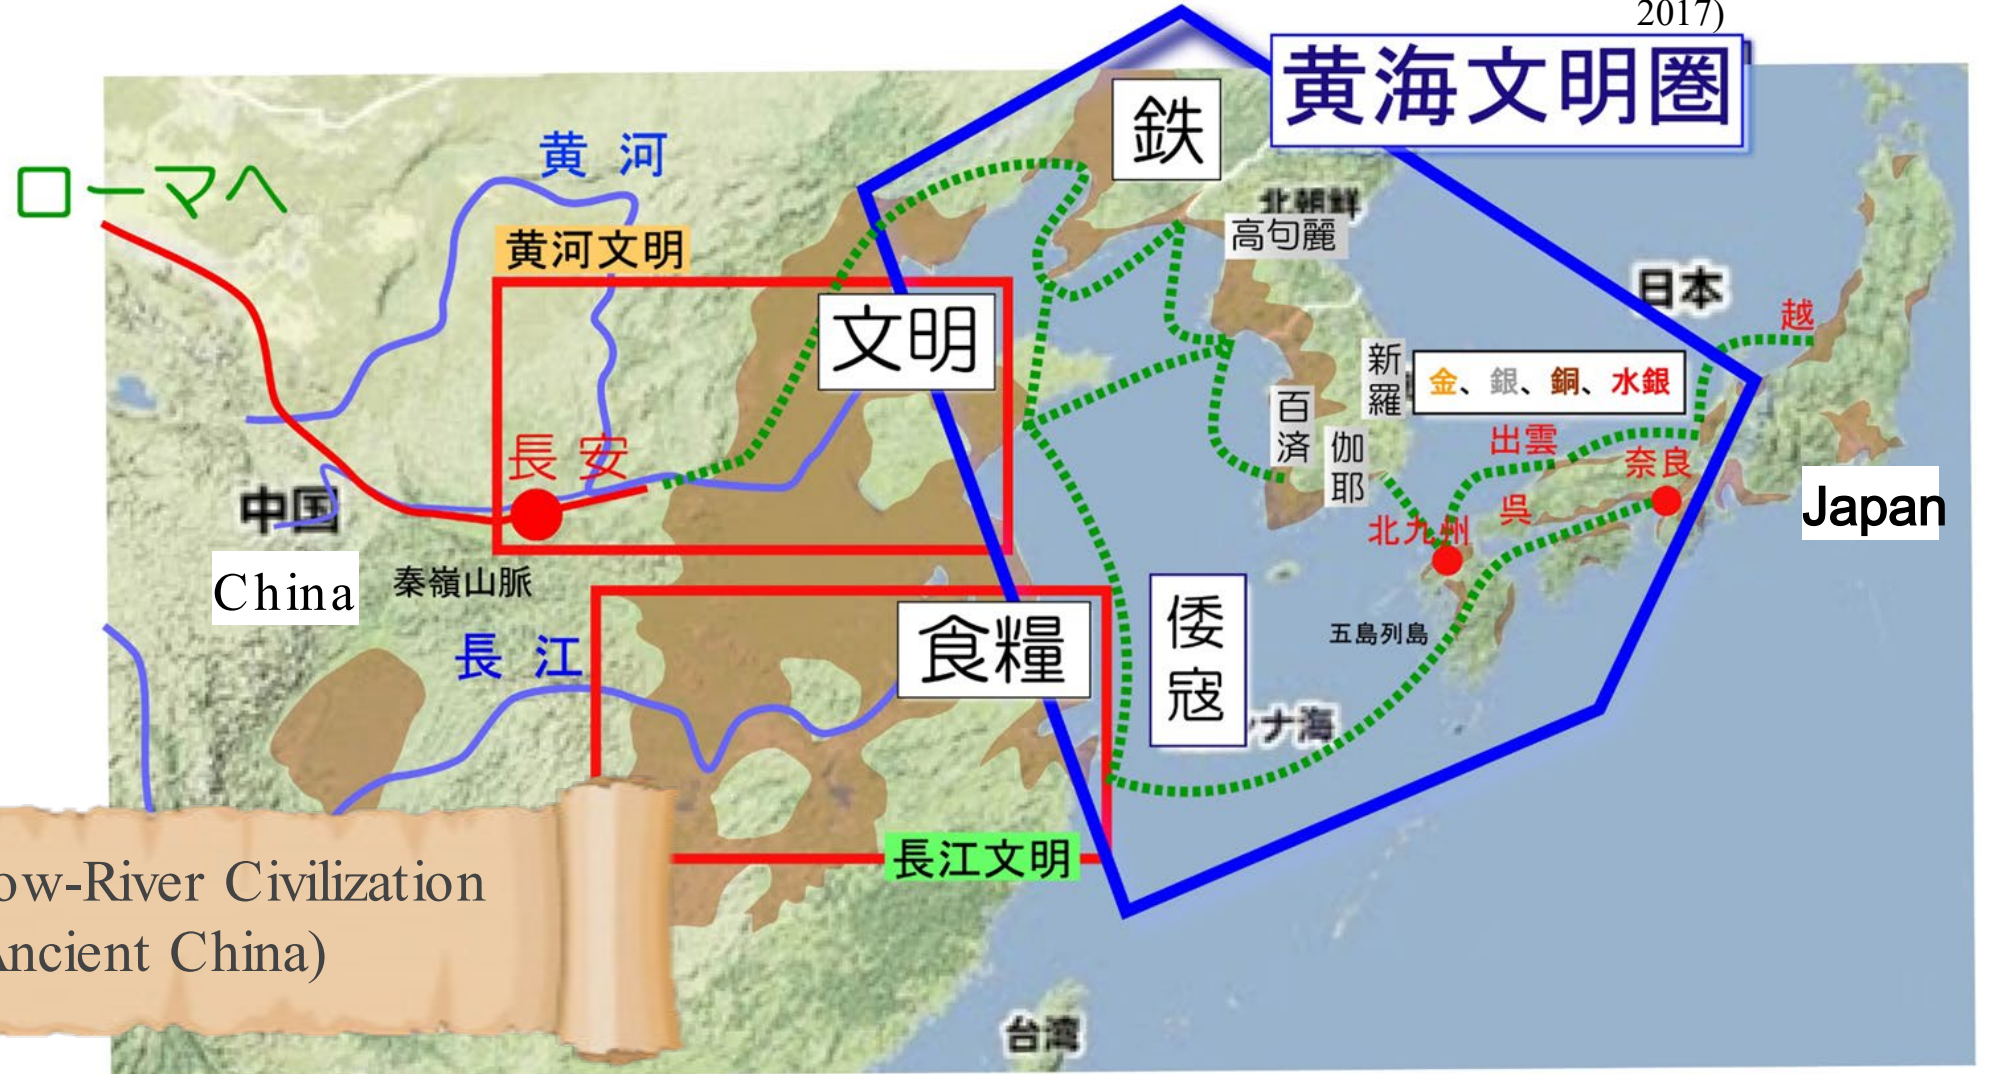 2017)
黄海文明圏
鉄
黄 河
ローマへ
北朝鮮
高句麗
黄河文明
日本
越
文明
新羅
金、銀、銅、水銀
百済
伽耶
出雲
奈良
長安
中国
呉
北九州
Japan
China
秦嶺山脈
長 江
食糧
倭寇
五島列島
ナ海
長江文明
ow-River Civilization
Ancient China)
台湾